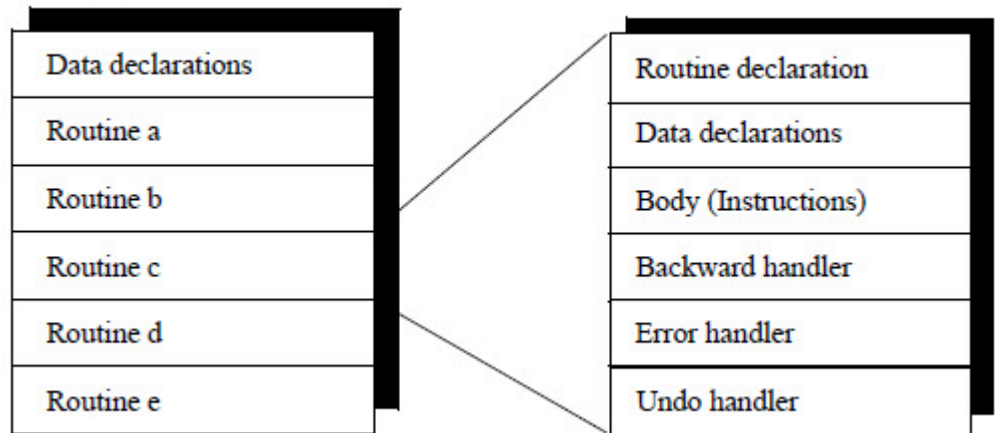 Data declarations
Routine a
Routine b
Routine c
Routine d
Routine e
Routine declaration
Data declarations
Body (Instructions)
Backward handler
Error handler
Undo handler